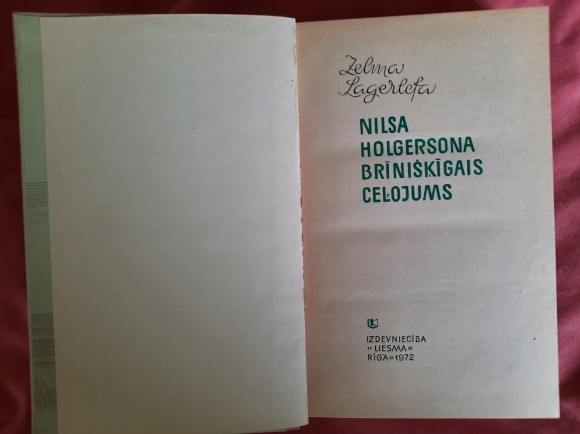 Zelma
Lagerlefa
NILSA
HOLGERSONA
BRĪNIŠĶĪGAIS
CEĻOJUMS
IZDEVNIECĪBA
«LIESMA»
RĪGA 1972